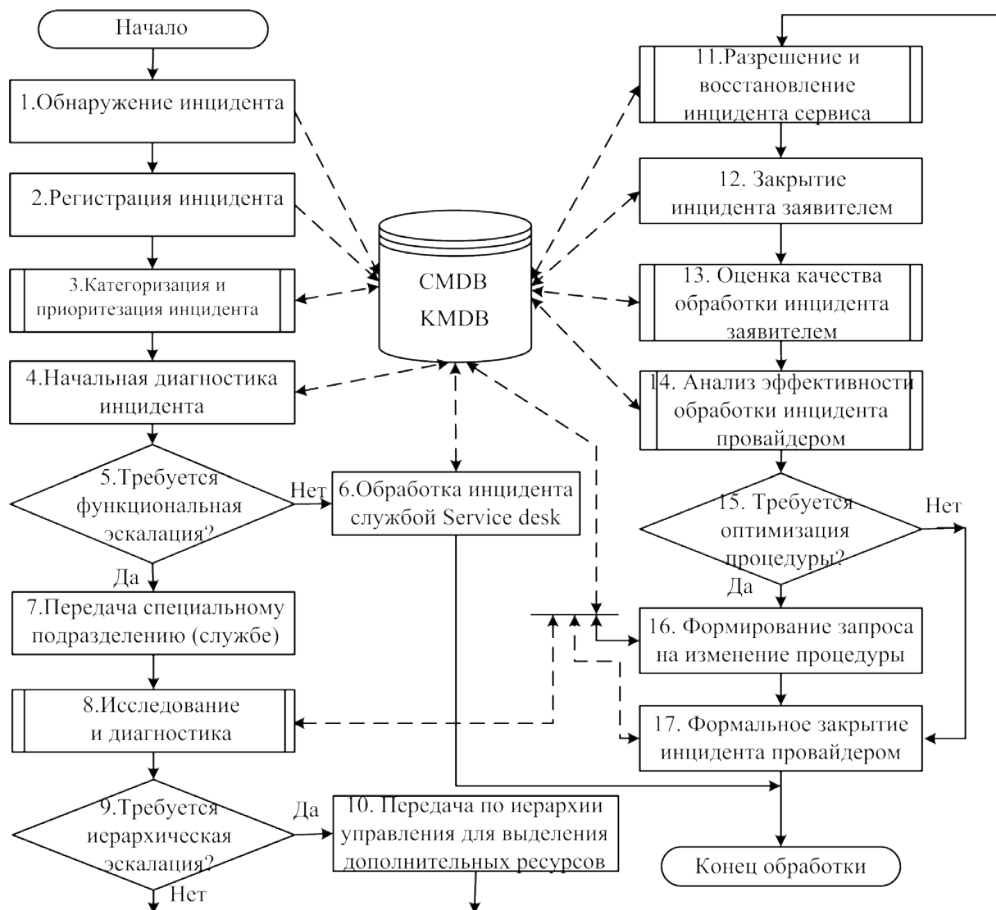 Начало
1.Обнаружение инцидента
2.Регистрация инцидента
3.Категоризация и
приоритезация инцидента
4.Начальная диагностика
инцидента
5.Требуется
функциональная
эскалация?
Нет
Да
6.Обработка инцидента
службой Service desk
7.Передача специальному
подразделению (службе)
8.Исследование
и диагностика
9.Требуется
иерархическая
эскалация?
Да
Нет
10. Передача по иерархии
управления для выделения
дополнительных ресурсов
CMDB
KMDB
11.Разрешение и
восстановление
инцидента сервиса
12. Закрытие
инцидента заявителем
13. Оценка качества
обработки инцидента
заявителем
14. Анализ эффективности
обработки инцидента
провайдером
15. Требуется
оптимизация
процедуры?
Нет
Да
16. Формирование запроса
на изменение процедуры
17. Формальное закрытие
инцидента провайдером
Конец обработки